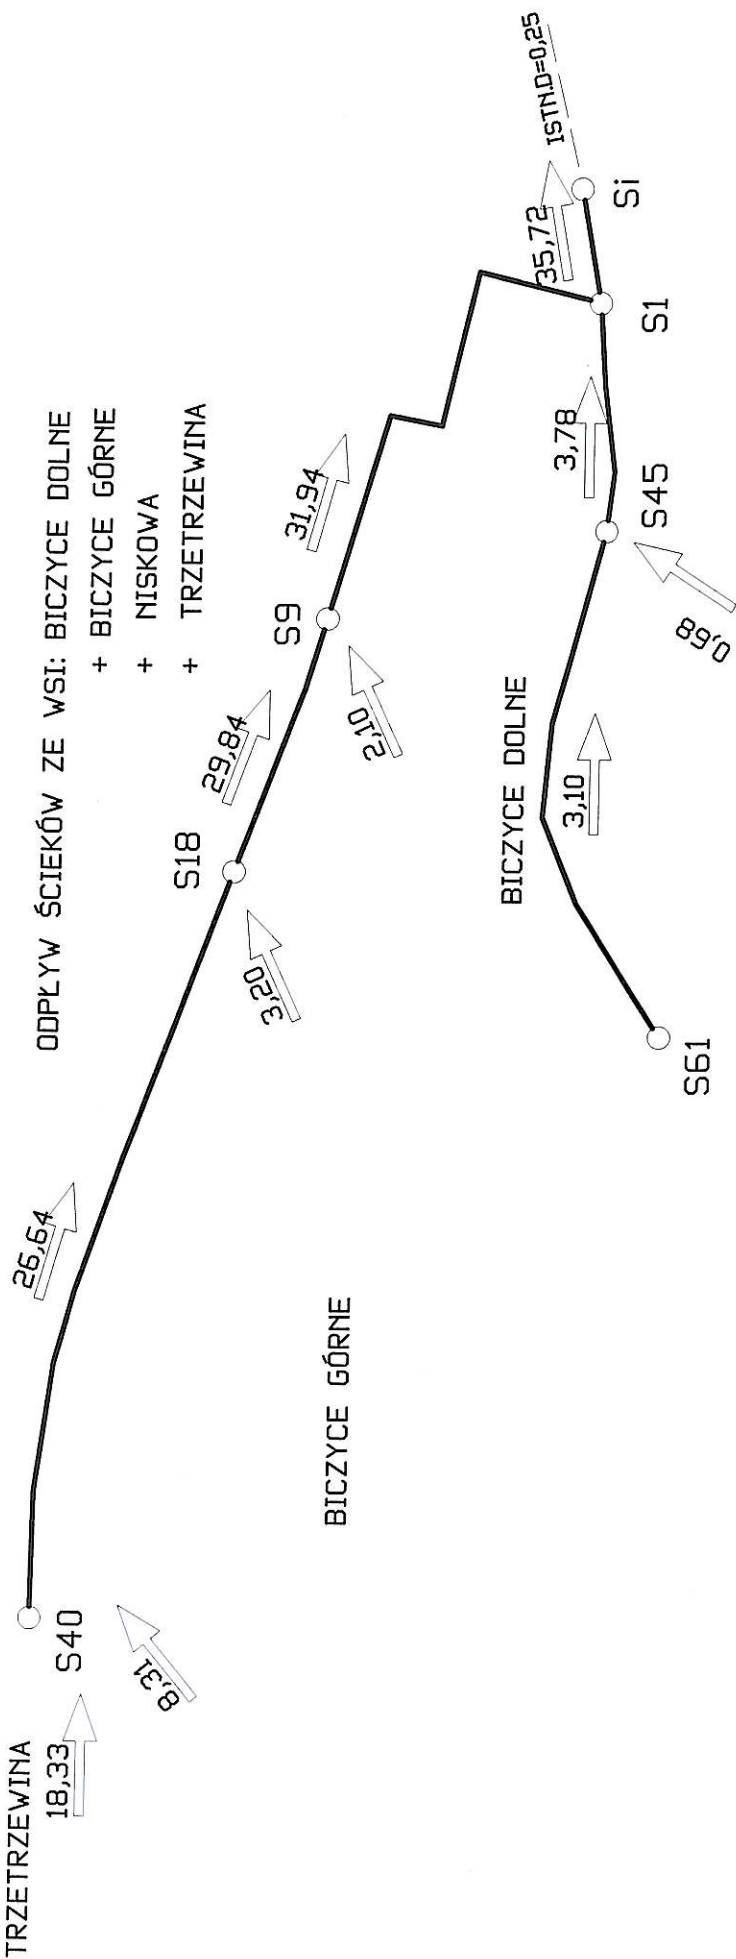 ODPŁYW ŚCIEKÓW ZE WSI: BICZYCE DOLNE
+ BICZYCE GÓRNE
+ NISKOWA
+ TRZETRZEWINA
TRZETRZEWINA
18,33
8,31
S40
26,64
3,20
S18
29,84
2,10
S9
31,94
BICZYCE GÓRNE
BICZYCE DOLNE
S61
3,10
0,68
S45
3,78
S1
35,72
Si
ISTN.D=0,25